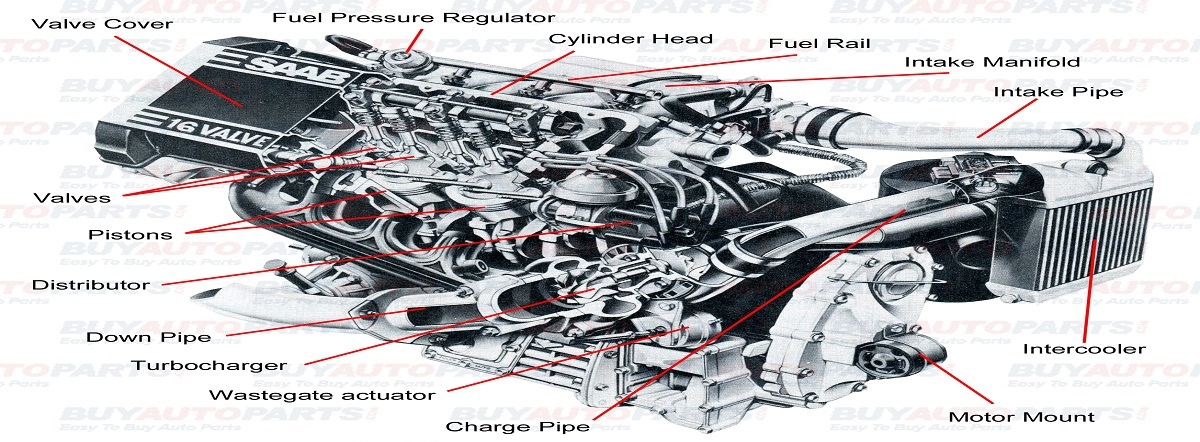 Valve Cover
Fuel Pressure Regulator
Cylinder Head
Fuel Rail
Intake Manifold
Intake Pipe
SAAB
16 VALVE
Valves
Pistons
Distributor
Down Pipe
Turbocharger
Wastegate actuator
Charge Pipe
Intercooler
Motor Mount
BUYAUTOPARTS
Easy To Buy Auto Parts